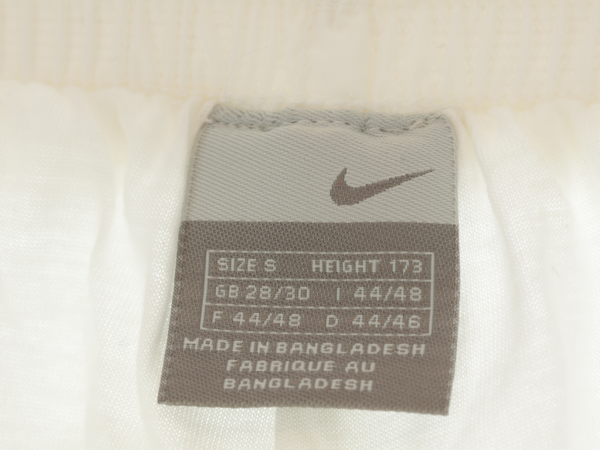 SIZE S HEIGHT 173
GB 28/30 I 44/48
F 44/48 D 44/46
MADE IN BANGLADESH
FABRIQUE AU
BANGLADESH